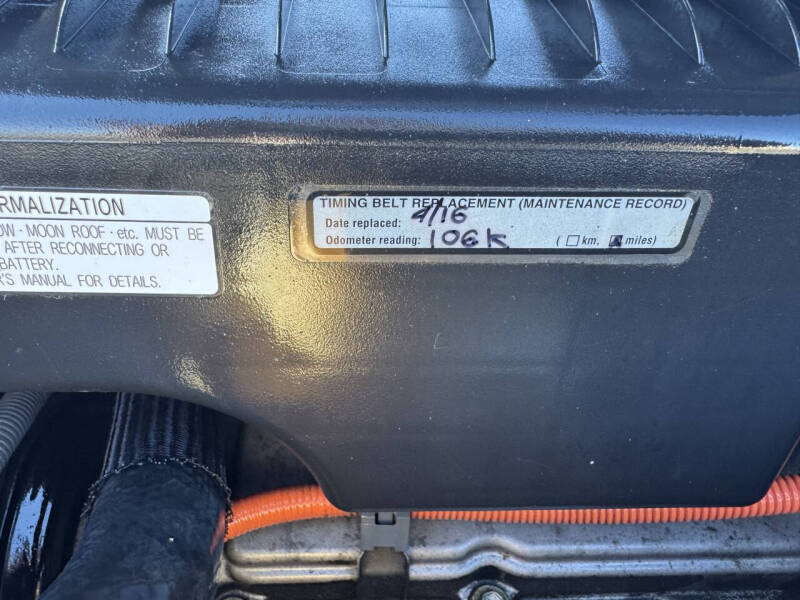 RMALIZATION
OW · MOON ROOF · etc. MUST BE
AFTER RECONNECTING OR
BATTERY.
R'S MANUAL FOR DETAILS.
TIMING BELT REPLACEMENT (MAINTENANCE RECORD)
Date replaced: 4/16
Odometer reading: 106K ( km, miles)